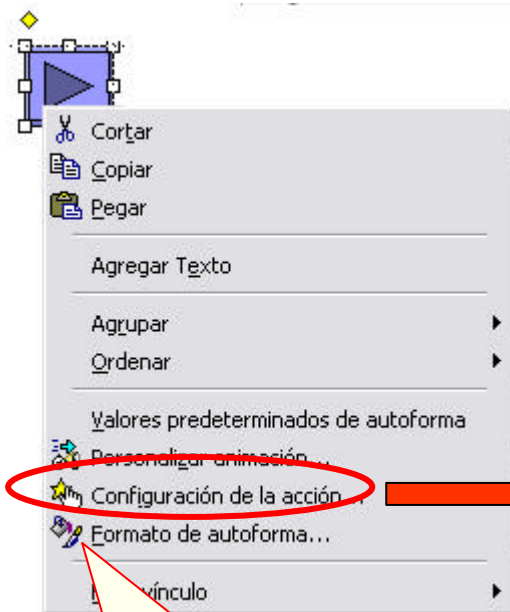 Cortar
Copiar
Pegar
Agregar Texto
Agrupar
Ordenar
Valores predeterminados de autoforma
Personalizar animación...
Configuración de la acción...
Formato de autoforma...
vínculo